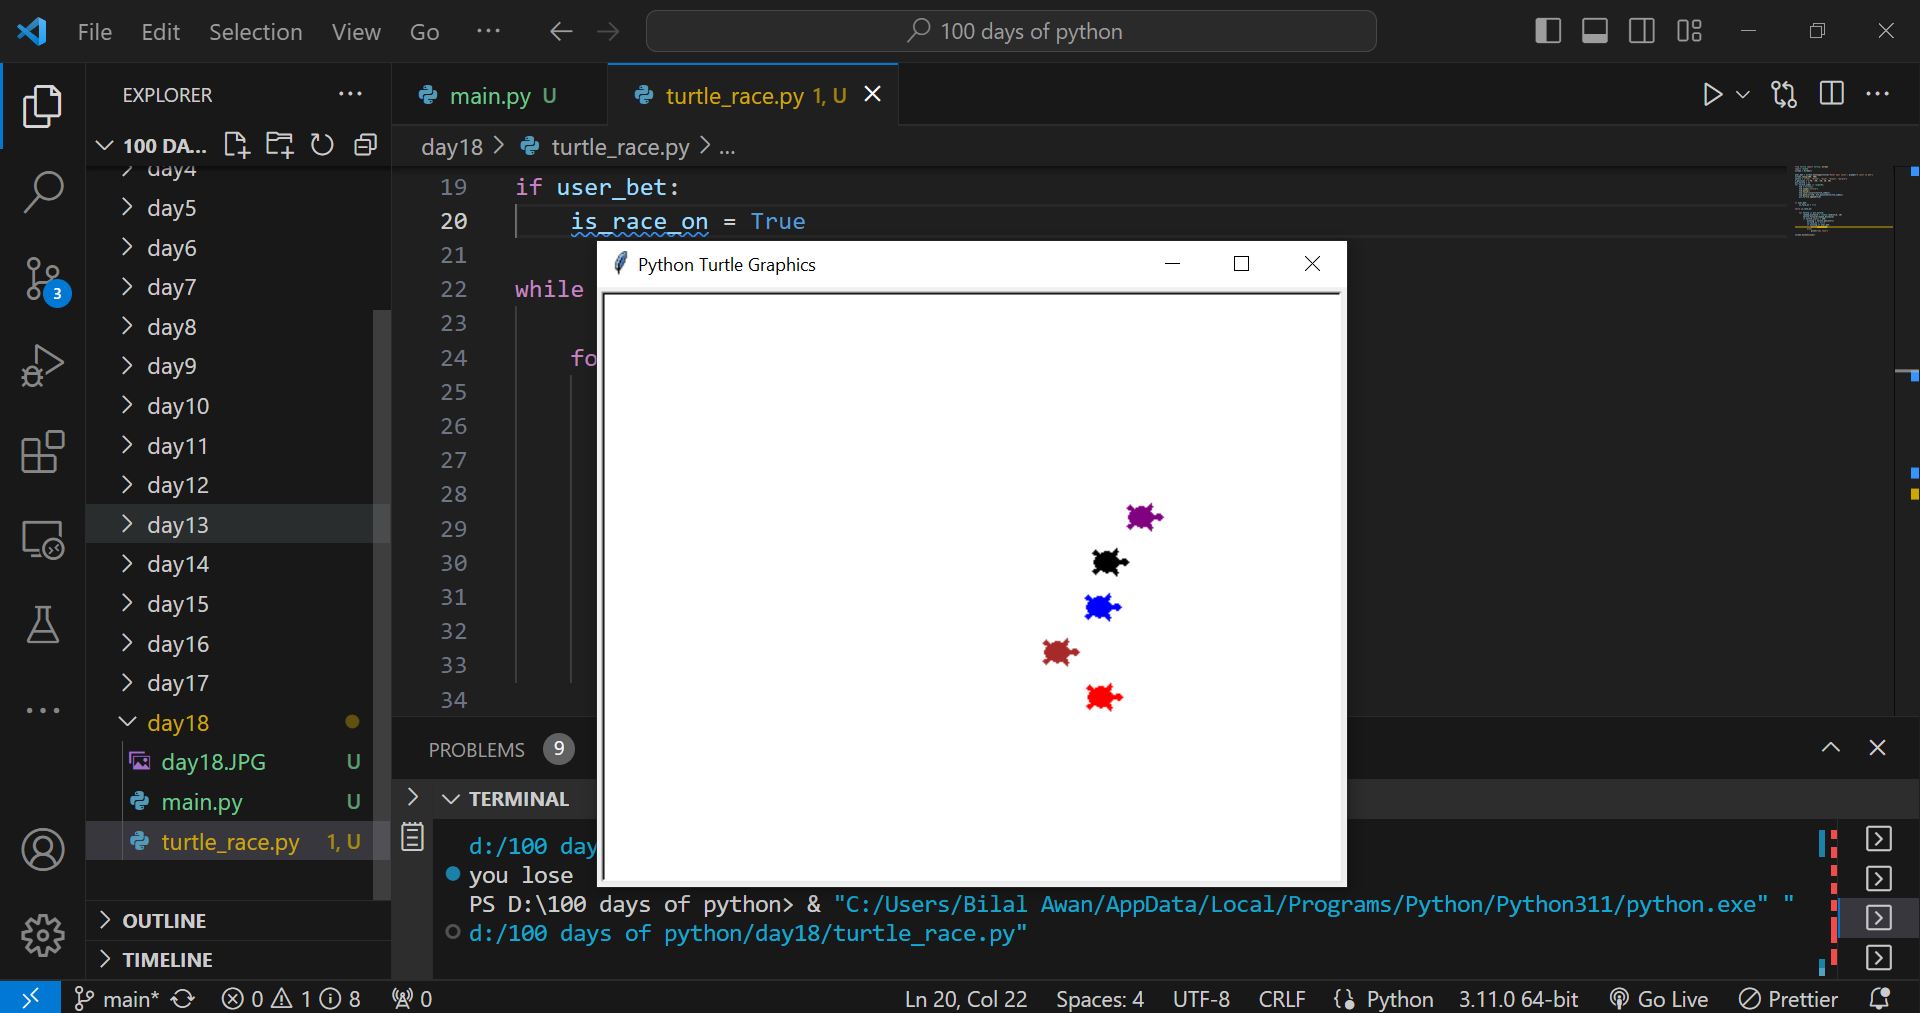 File Edit Selection View Go ··· 100 days of python
EXPLORER ···
100 DA...
day4
day5
day6
day7
day8
day9
day10
day11
day12
day13
day14
day15
day16
day17
day18
day18.JPG U
main.py U
turtle_race.py 1, U
OUTLINE
TIMELINE
3
main.py U turtle_race.py 1, U
day18 > turtle_race.py > ...
19 if user_bet:
20 is_race_on = True
21
22 while
23
24 fo
25
26
27
28
29
30
31
32
33
34
Python Turtle Graphics
PROBLEMS 9
TERMINAL
d:/100 day
you lose
PS D:\100 days of python> & "C:/Users/Bilal Awan/AppData/Local/Programs/Python/Python311/python.exe" "
d:/100 days of python/day18/turtle_race.py"
main* 0 1 8 0 Ln 20, Col 22 Spaces: 4 UTF-8 CRLF Python 3.11.0 64-bit Go Live Prettier